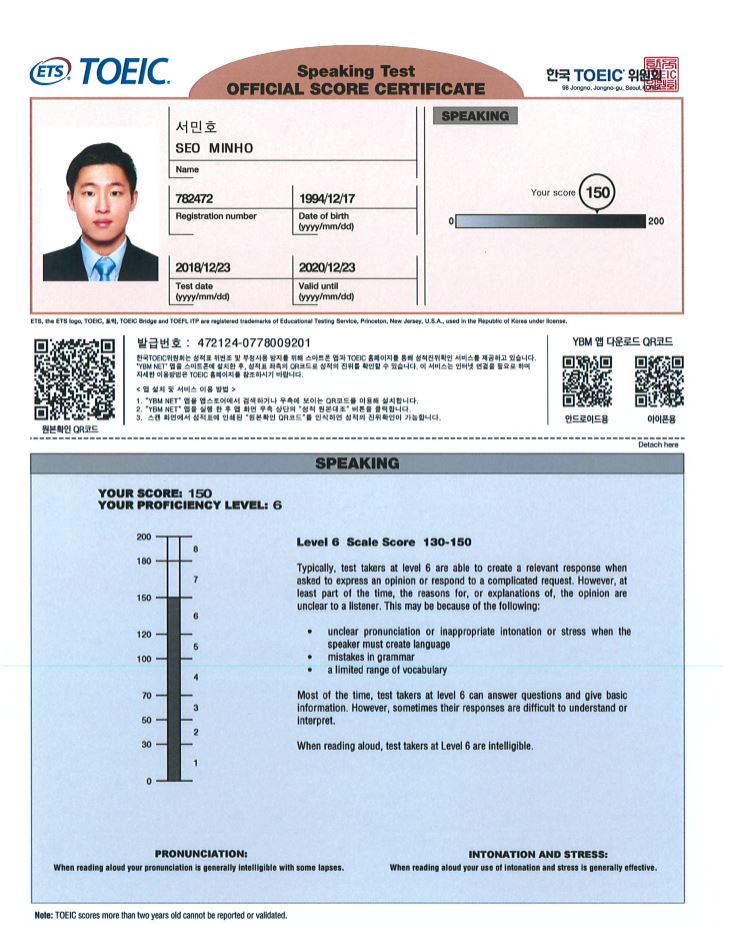 ETS TOEIC
Speaking Test
OFFICIAL SCORE CERTIFICATE
한국 TOEIC 위원회
98 Jongno, Jongno-gu, Seoul, KOREA
서민호
SEO MINHO
Name
782472
Registration number
1994/12/17
Date of birth
(yyyy/mm/dd)
2018/12/23
Test date
(yyyy/mm/dd)
2020/12/23
Valid until
(yyyy/mm/dd)
SPEAKING
Your score 150
0 200
ETS, the ETS logo, TOEIC, 토익, TOEIC Bridge and TOEFL ITP are registered trademarks of Educational Testing Service, Princeton, New Jersey, U.S.A., used in the Republic of Korea under license.
원본확인 QR코드
발급번호 : 472124-0778009201
한국TOEIC위원회는 성적표 위변조 및 부정사용 방지를 위해 스마트폰 앱과 TOEIC 홈페이지를 통해 성적진위확인 서비스를 제공하고 있습니다.
"YBM NET" 앱을 스마트폰에 설치한 후, 성적표 좌측의 QR코드로 성적의 진위를 확인할 수 있습니다. 이 서비스는 인터넷 연결을 필요로 하며
자세한 이용방법은 TOEIC 홈페이지를 참조하시기 바랍니다.
< 앱 설치 및 서비스 이용 방법 >
1. "YBM NET" 앱을 앱스토어에서 검색하거나 우측에 보이는 QR코드를 이용해 설치합니다.
2. "YBM NET" 앱을 실행 한 후 앱 화면 우측 상단의 "성적 원본대조" 버튼을 클릭합니다.
3. 스캔 화면에서 성적표에 인쇄된 "원본확인 QR코드"를 인식하면 성적의 진위확인이 가능합니다.
YBM 앱 다운로드 QR코드
안드로이드용
아이폰용
Detach here
SPEAKING
YOUR SCORE: 150
YOUR PROFICIENCY LEVEL: 6
200
8
180
7
150
6
120
5
100
4
70
3
50
2
30
1
0
Level 6 Scale Score 130-150
Typically, test takers at level 6 are able to create a relevant response when
asked to express an opinion or respond to a complicated request. However, at
least part of the time, the reasons for, or explanations of, the opinion are
unclear to a listener. This may be because of the following:
• unclear pronunciation or inappropriate intonation or stress when the
speaker must create language
• mistakes in grammar
• a limited range of vocabulary
Most of the time, test takers at level 6 can answer questions and give basic
information. However, sometimes their responses are difficult to understand or
interpret.
When reading aloud, test takers at Level 6 are intelligible.
PRONUNCIATION:
When reading aloud your pronunciation is generally intelligible with some lapses.
INTONATION AND STRESS:
When reading aloud your use of intonation and stress is generally effective.
Note: TOEIC scores more than two years old cannot be reported or validated.